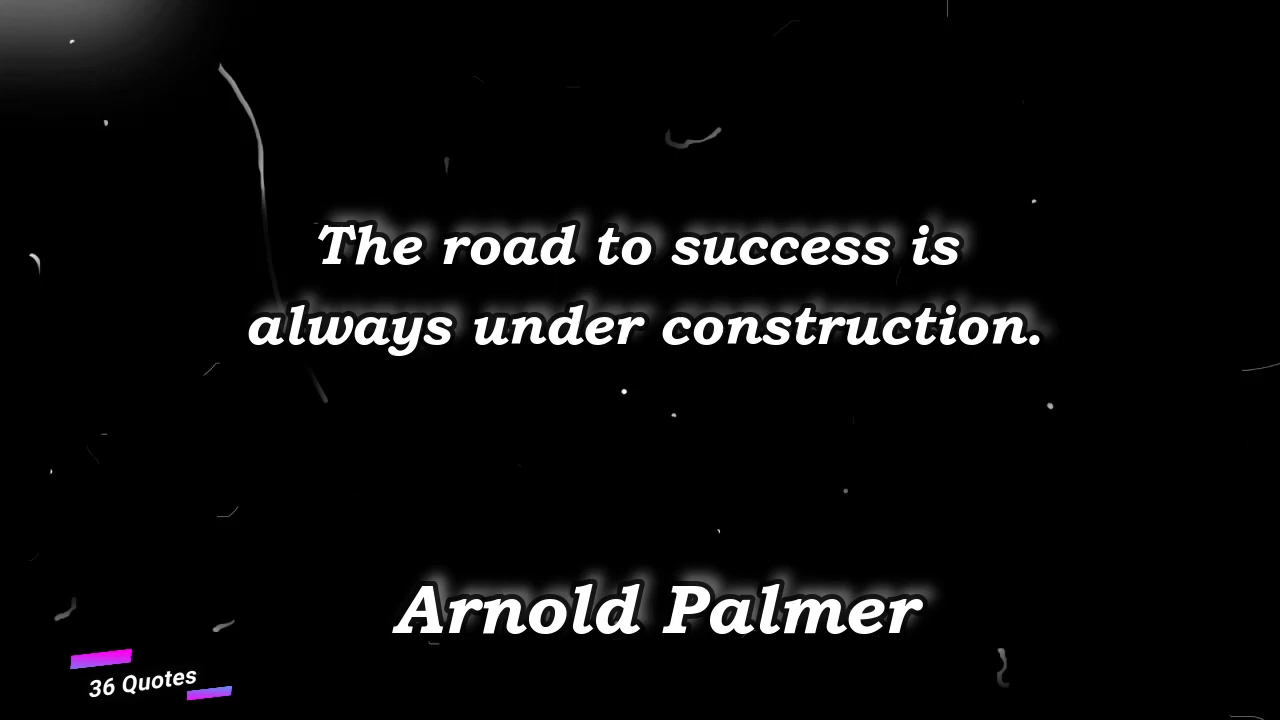 The road to success is
always under construction.
Arnold Palmer
36 Quotes